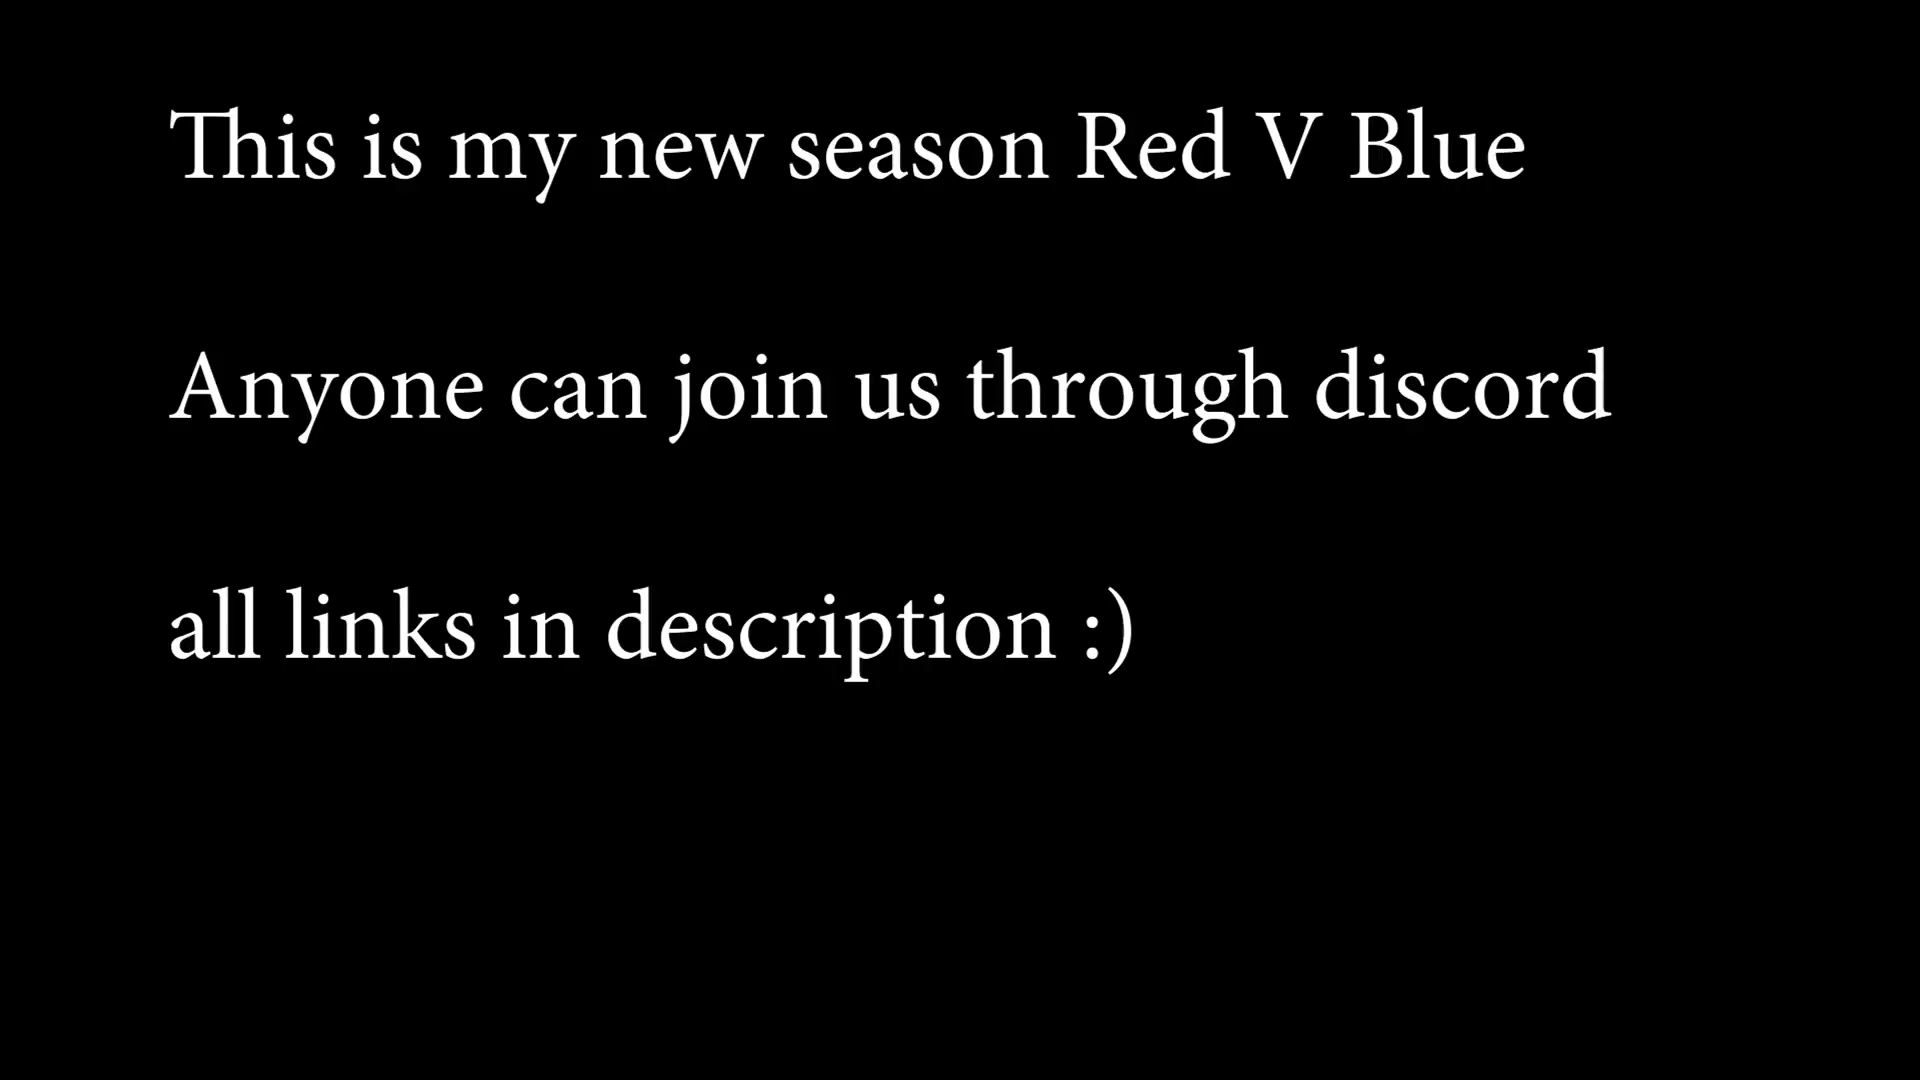 This is my new season Red V Blue
Anyone can join us through discord
all links in description :)